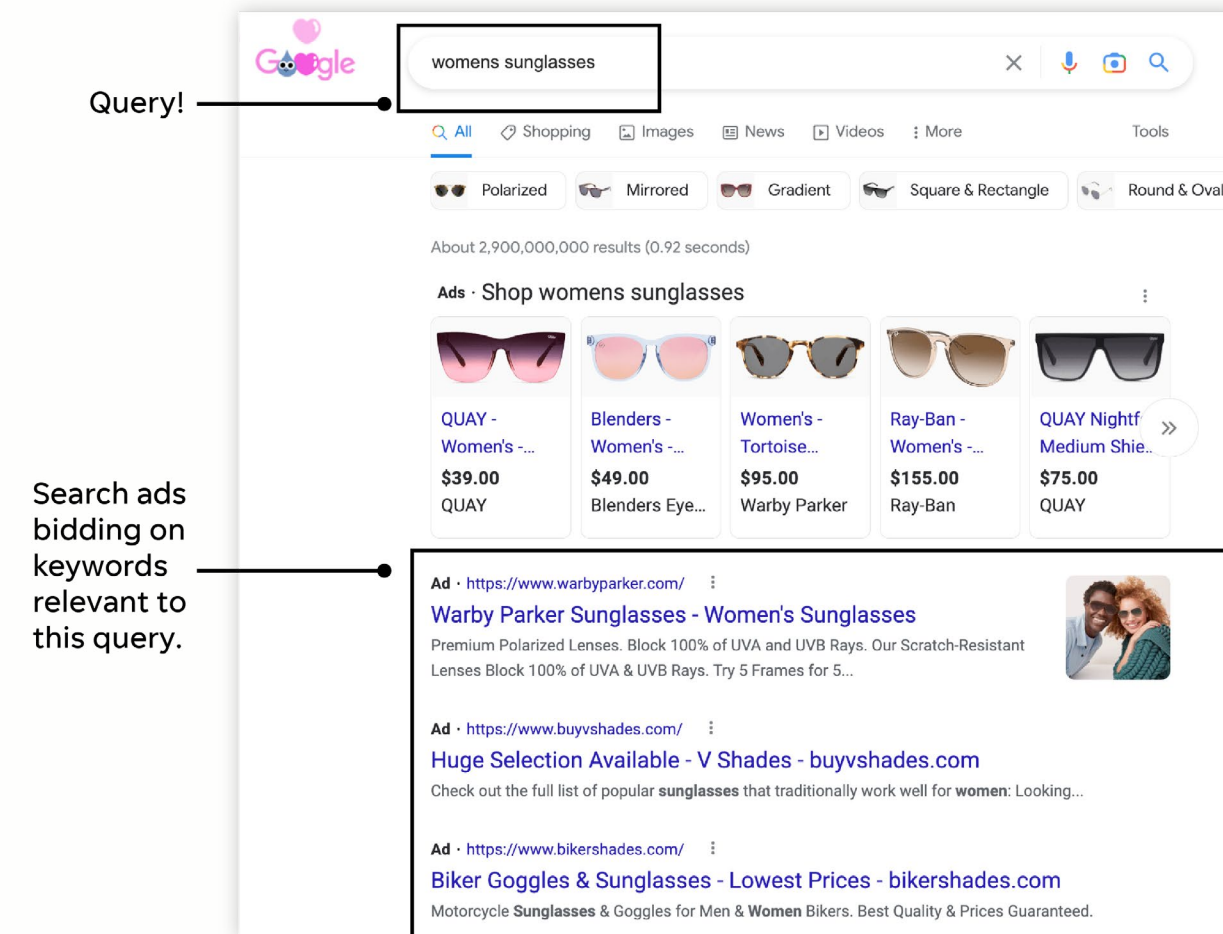 Google
womens sunglasses
Query!
All Shopping Images News Videos More Tools
Polarized Mirrored Gradient Square & Rectangle Round & Oval
About 2,900,000,000 results (0.92 seconds)
Ads · Shop womens sunglasses
QUAY - Blenders - Women's - Ray-Ban - QUAY Nightf
Women's -... Women's -... Tortoise... Women's -... Medium Shie..
$39.00 $49.00 $95.00 $155.00 $75.00
QUAY Blenders Eye... Warby Parker Ray-Ban QUAY
Search ads
bidding on
keywords
relevant to
this query.
Ad · https://www.warbyparker.com/
Warby Parker Sunglasses - Women's Sunglasses
Premium Polarized Lenses. Block 100% of UVA and UVB Rays. Our Scratch-Resistant
Lenses Block 100% of UVA & UVB Rays. Try 5 Frames for 5...
Ad · https://www.buyvshades.com/
Huge Selection Available - V Shades - buyvshades.com
Check out the full list of popular sunglasses that traditionally work well for women: Looking...
Ad · https://www.bikershades.com/
Biker Goggles & Sunglasses - Lowest Prices - bikershades.com
Motorcycle Sunglasses & Goggles for Men & Women Bikers. Best Quality & Prices Guaranteed.